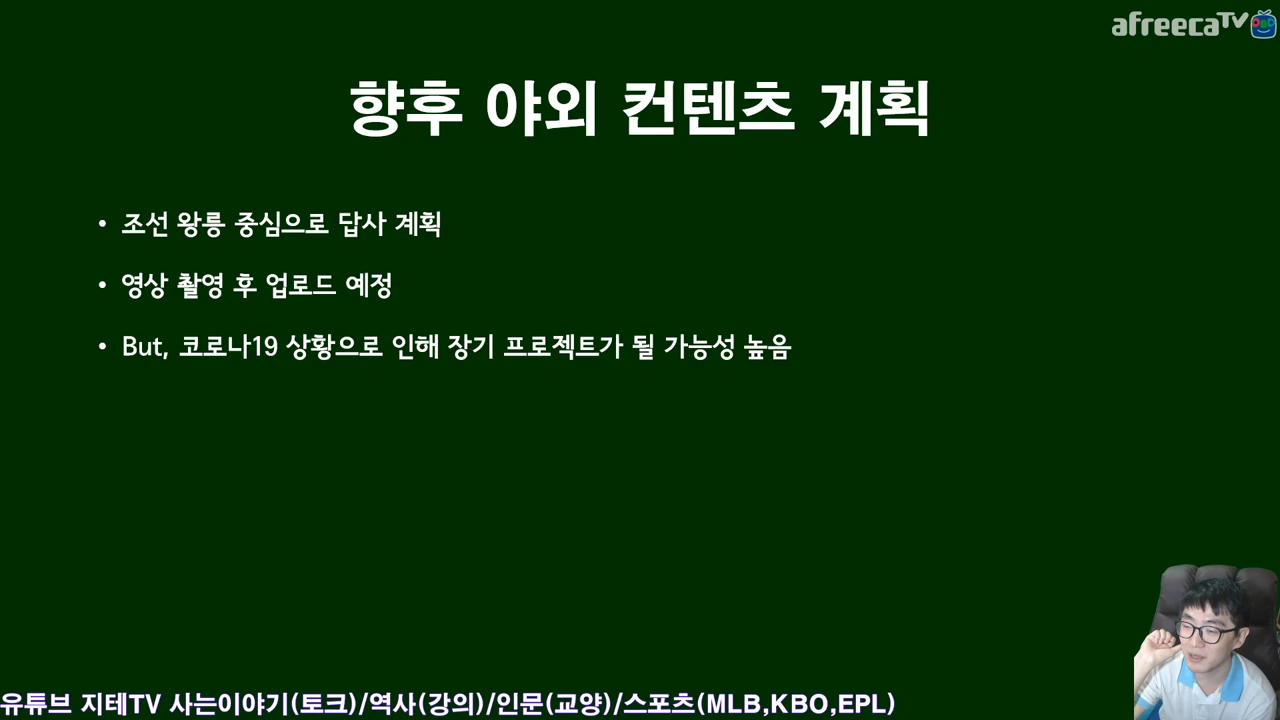 afreecaTV
향후 야외 컨텐츠 계획
• 조선 왕릉 중심으로 답사 계획
• 영상 촬영 후 업로드 예정
• But, 코로나19 상황으로 인해 장기 프로젝트가 될 가능성 높음
유튜브 지테TV 사는이야기(토크)/역사(강의)/인문(교양)/스포츠(MLB,KBO,EPL)